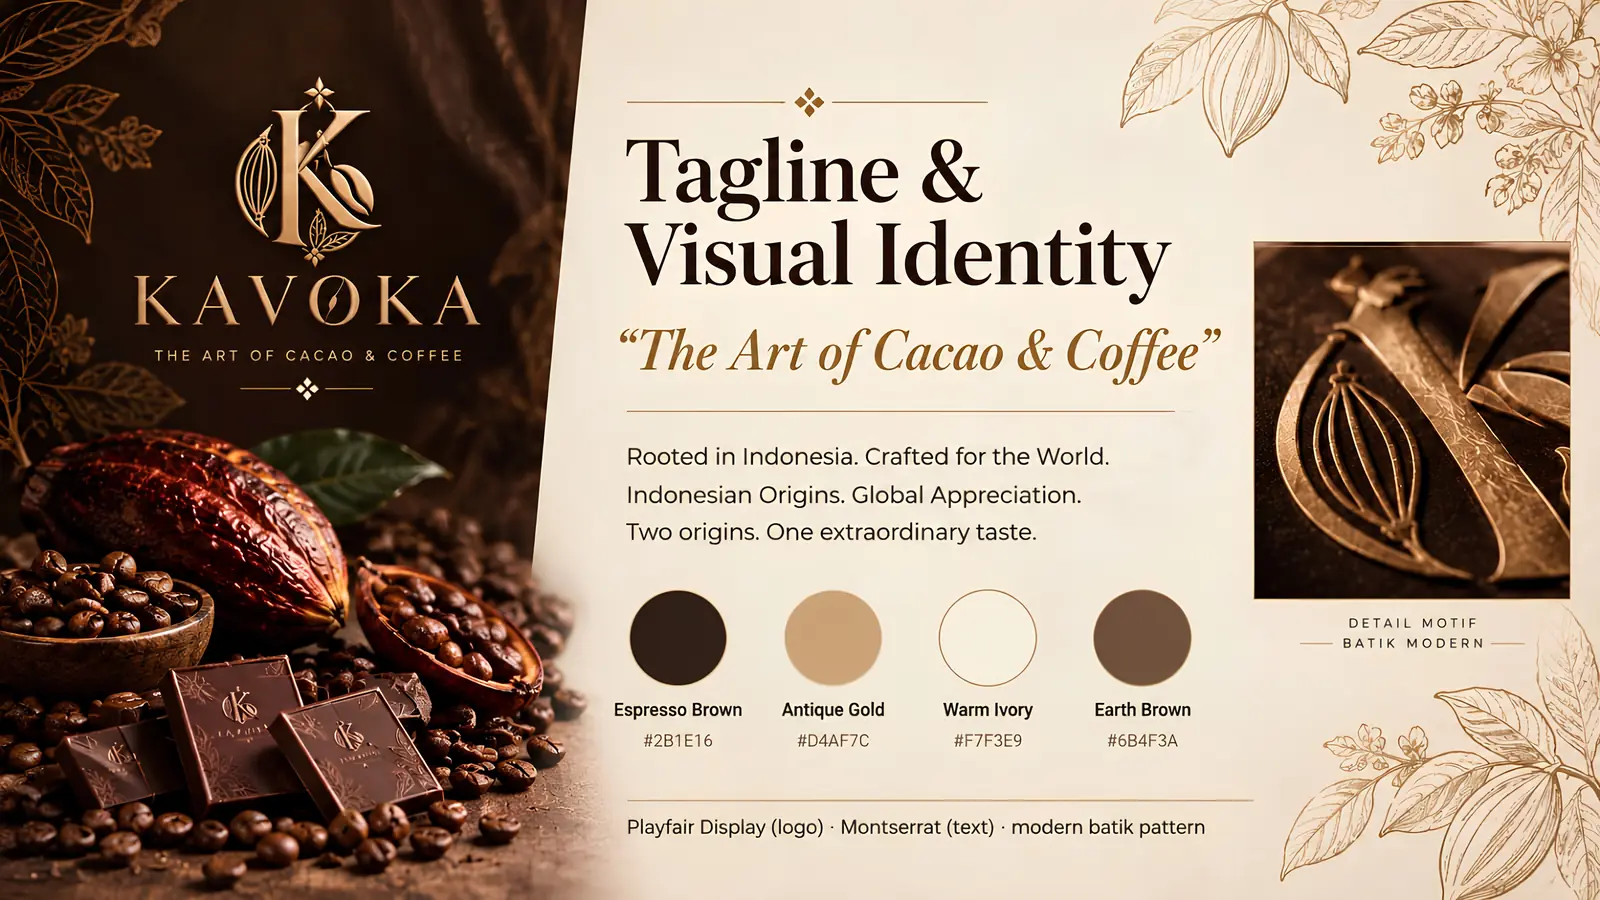 KAVOKA
THE ART OF CACAO & COFFEE
Tagline &
Visual Identity
“The Art of Cacao & Coffee”
Rooted in Indonesia. Crafted for the World.
Indonesian Origins. Global Appreciation.
Two origins. One extraordinary taste.
Espresso Brown
#2B1E16
Antique Gold
#D4AF7C
Warm Ivory
#F7F3E9
Earth Brown
#6B4F3A
DETAIL MOTIF
BATIK MODERN
Playfair Display (logo) · Montserrat (text) · modern batik pattern